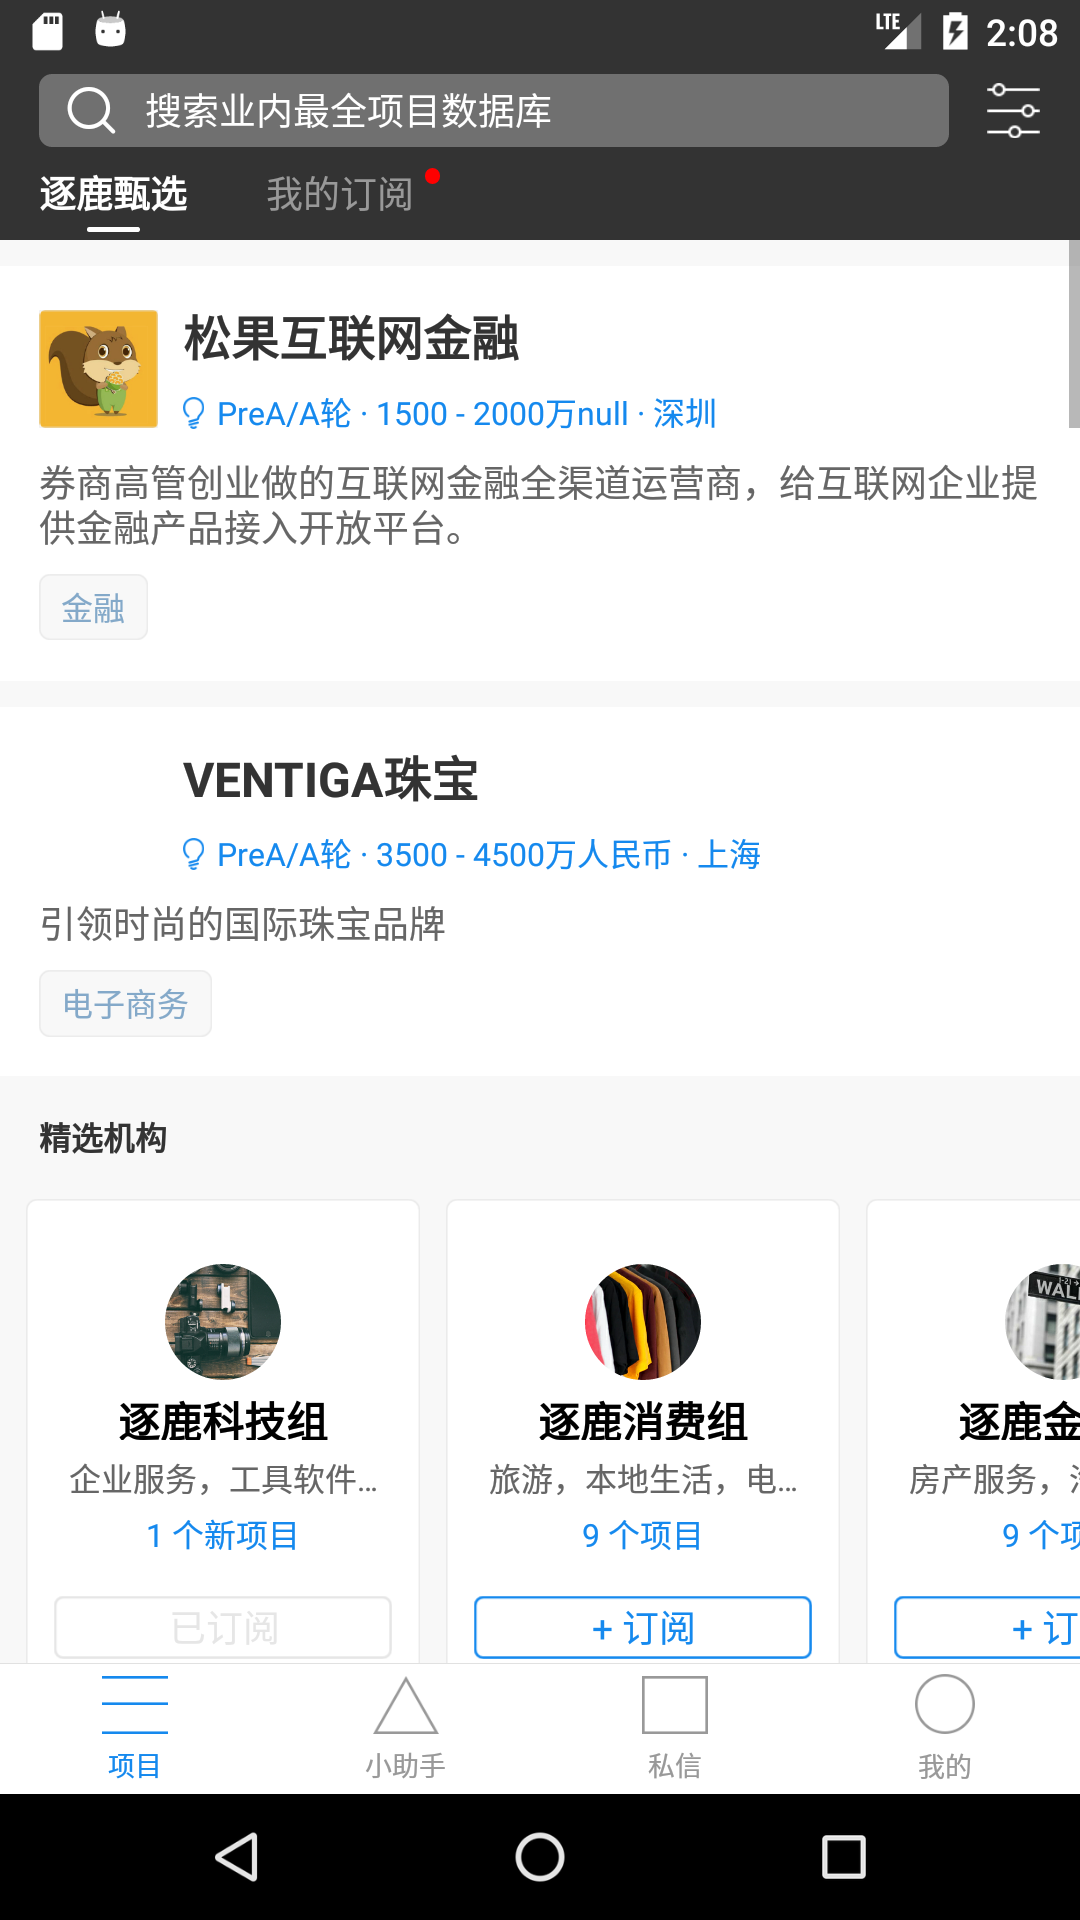 LTE 2:08
搜索业内最全项目数据库
逐鹿甄选 我的订阅
松果互联网金融
PreA/A轮 · 1500 - 2000万null · 深圳
券商高管创业做的互联网金融全渠道运营商，给互联网企业提
供金融产品接入开放平台。
金融
VENTIGA珠宝
PreA/A轮 · 3500 - 4500万人民币 · 上海
引领时尚的国际珠宝品牌
电子商务
精选机构
逐鹿科技组 逐鹿消费组 逐鹿金
企业服务，工具软件... 旅游，本地生活，电... 房产服务，
1 个新项目 9 个项目 9 个项
已订阅 + 订阅 + 订
项目 小助手 私信 我的